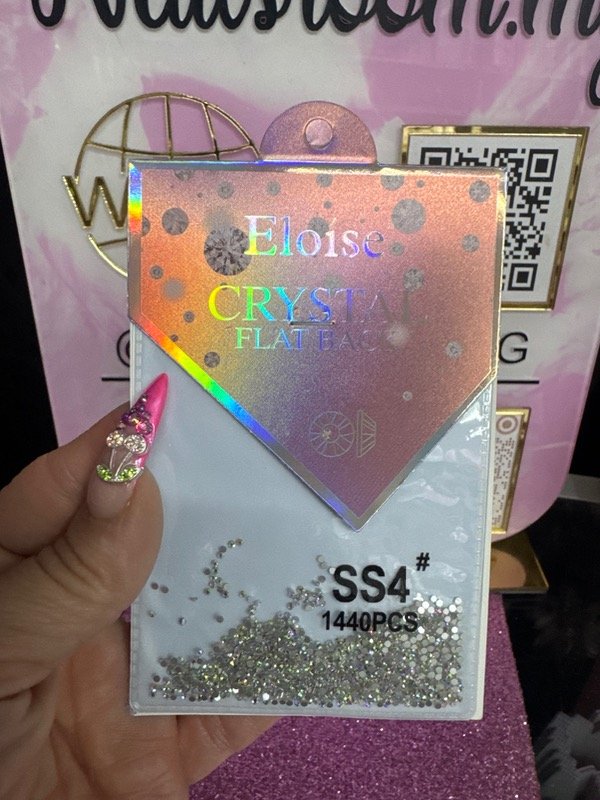 Eloise
CRYSTAL
FLAT BACK
SS4#
1440PCS
W
G